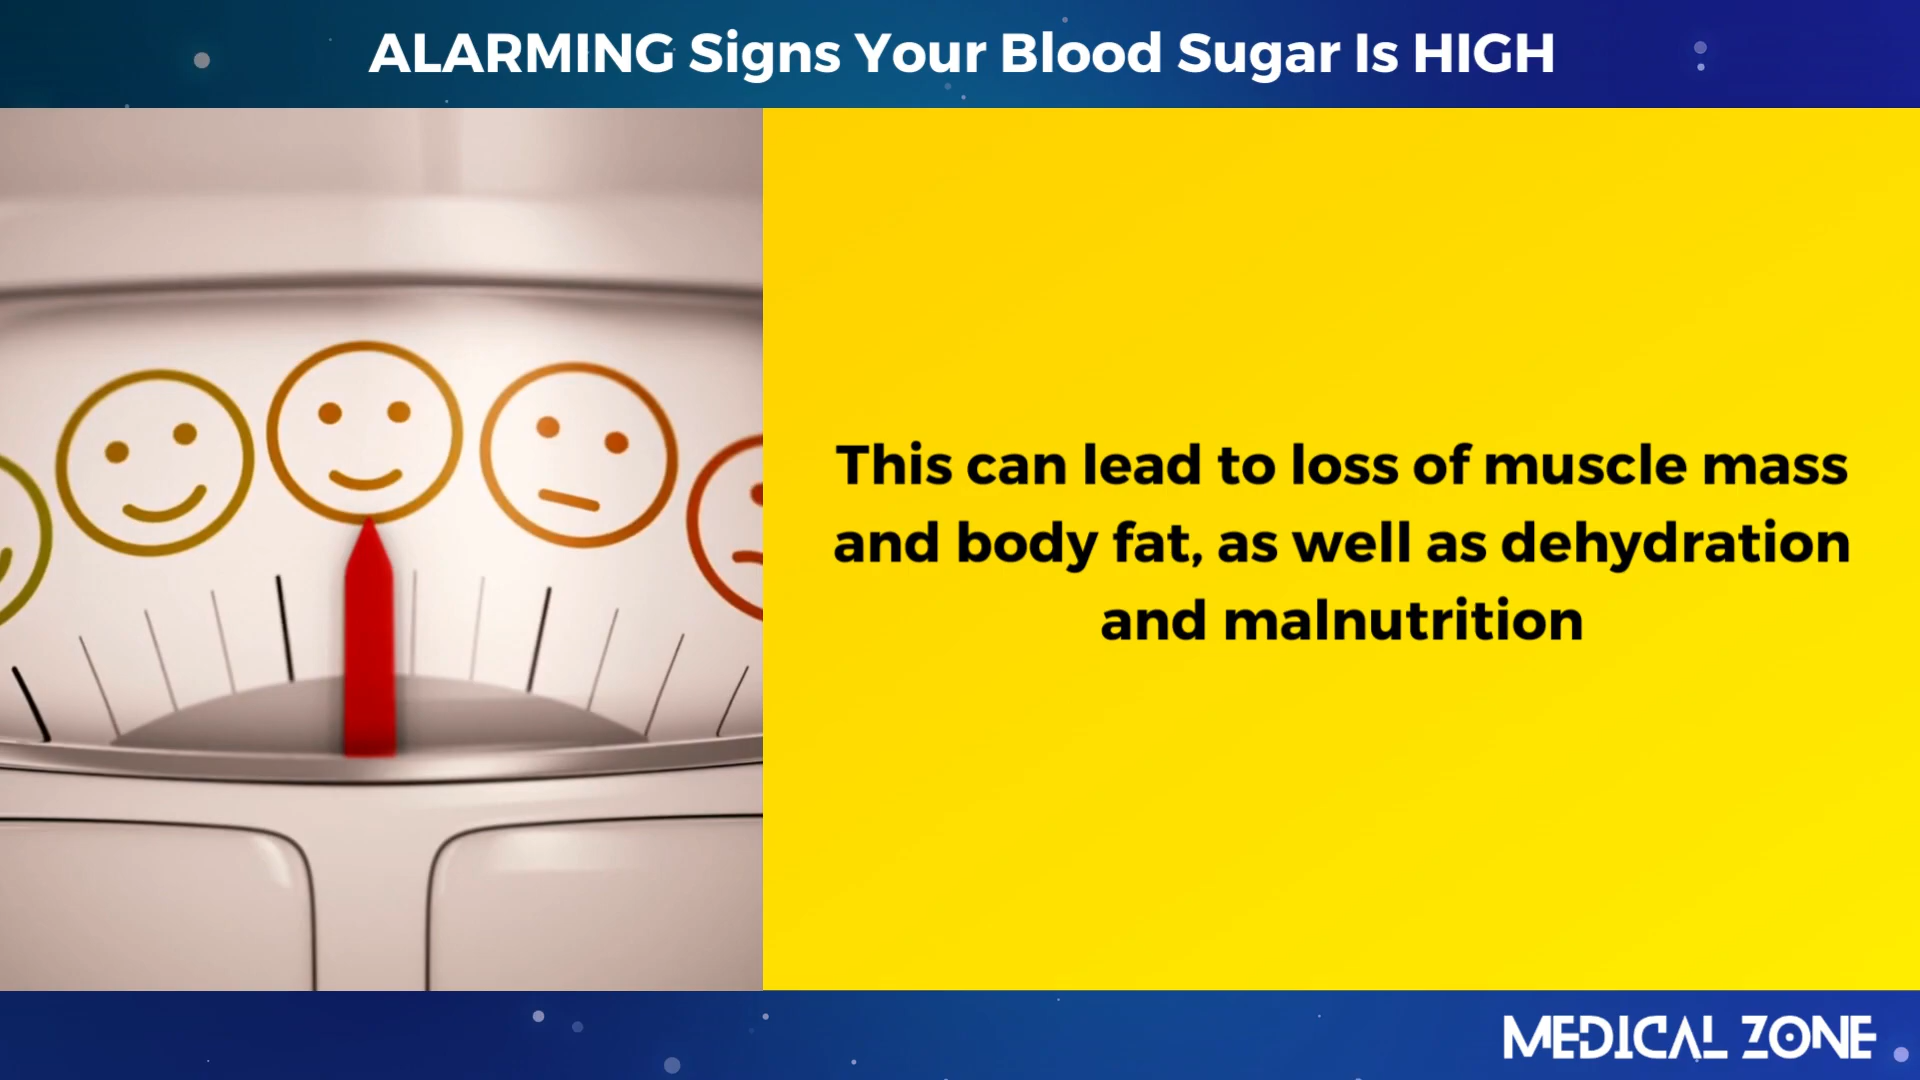 ALARMING Signs Your Blood Sugar Is HIGH
This can lead to loss of muscle mass
and body fat, as well as dehydration
and malnutrition
MEDICAL ZONE